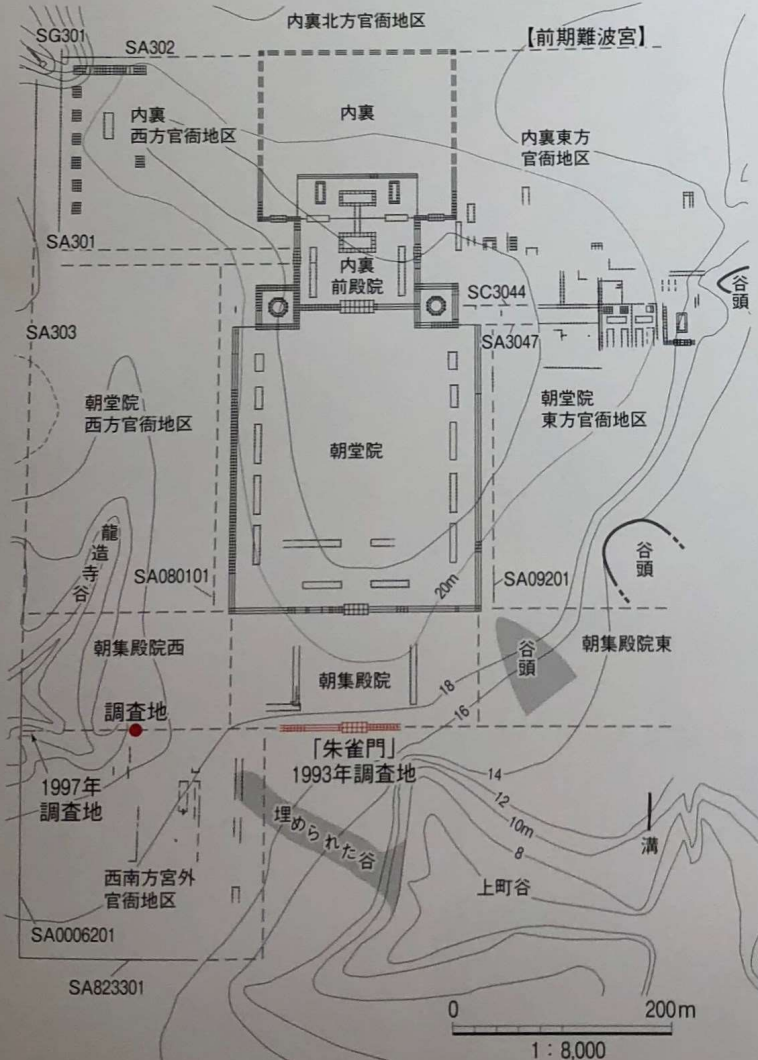 内裏北方官衙地区
SG301
SA302
【前期難波宮】
内裏
西方官衙地区
内裏
内裏東方
官衙地区
SA301
内裏
前殿院
SC3044
谷頭
SA303
SA3047
朝堂院
西方官衙地区
朝堂院
朝堂院
東方官衙地区
龍造寺谷
谷頭
SA080101
20m
SA09201
朝集殿院西
朝集殿院
谷頭
朝集殿院東
18
16
調査地
「朱雀門」
1993年調査地
14
1997年
調査地
12
10m
8
埋められた谷
溝
西南方宮外
官衙地区
上町谷
SA0006201
SA823301
0
200m
1：8,000